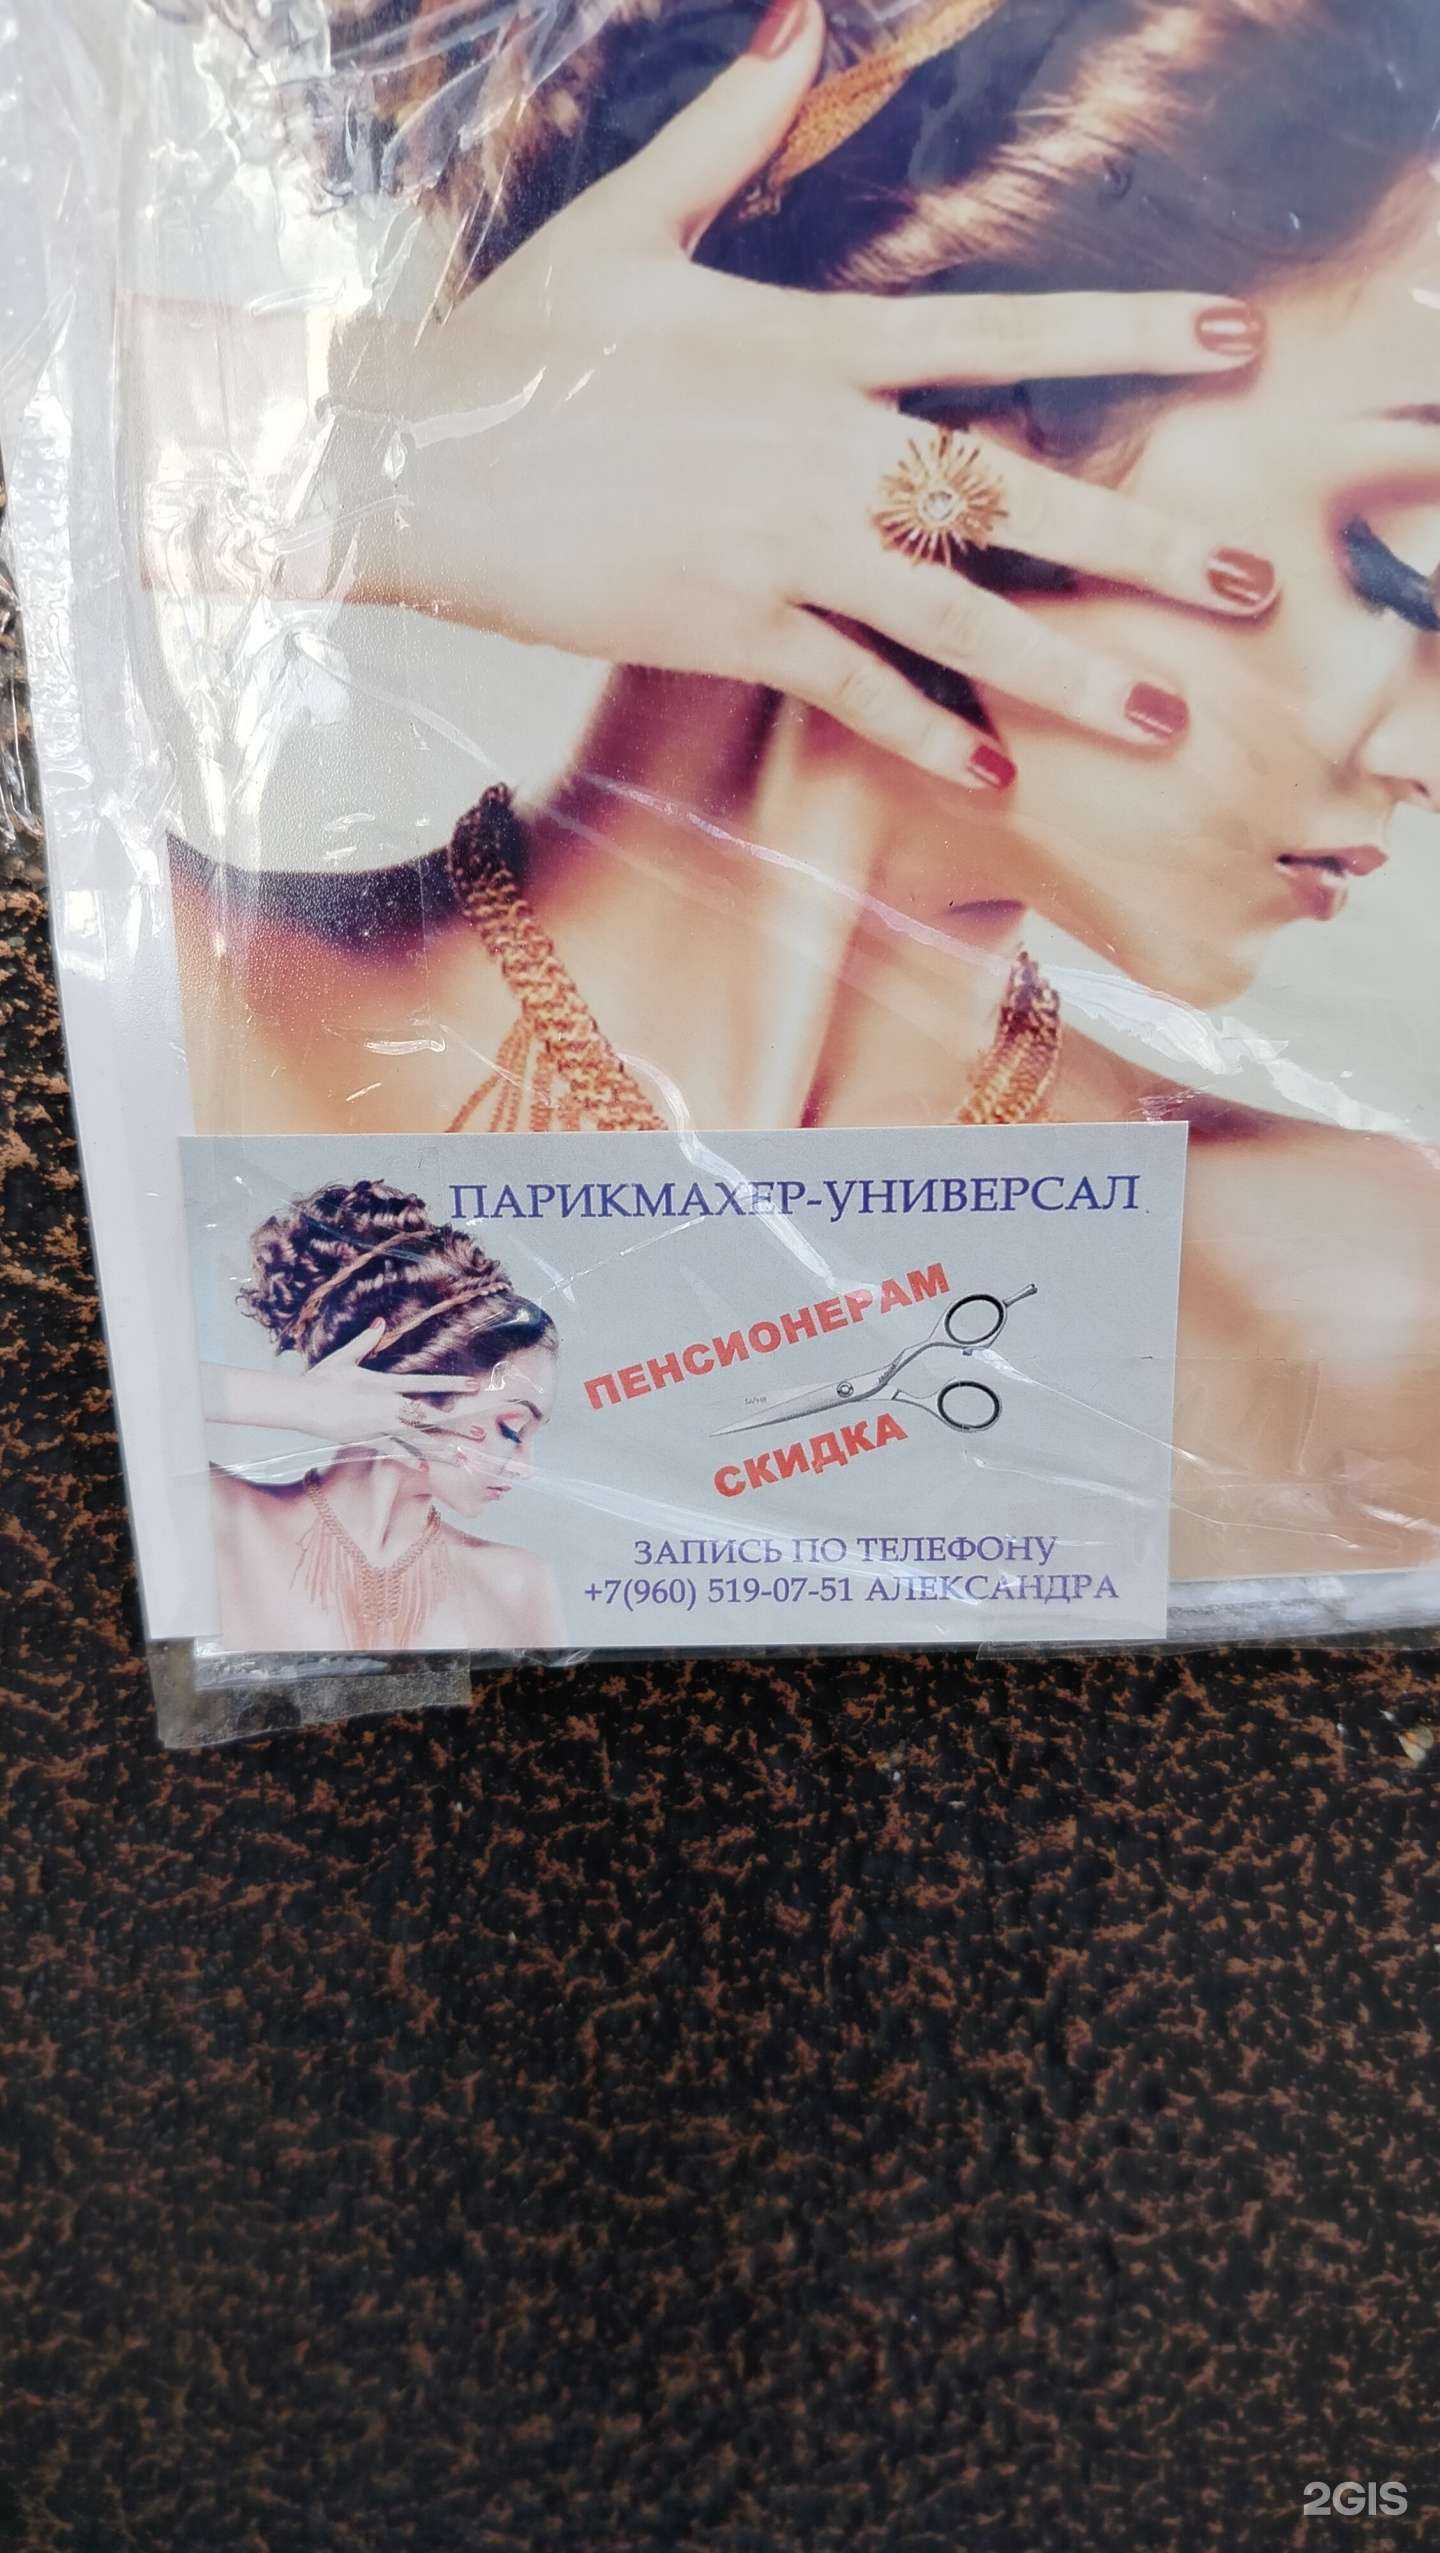 ПАРИКМАХЕР-УНИВЕРСАЛ
ПЕНСИОНЕРАМ
СКИДКА
ЗАПИСЬ ПО ТЕЛЕФОНУ
+7(960) 519-07-51 АЛЕКСАНДРА
2GIS